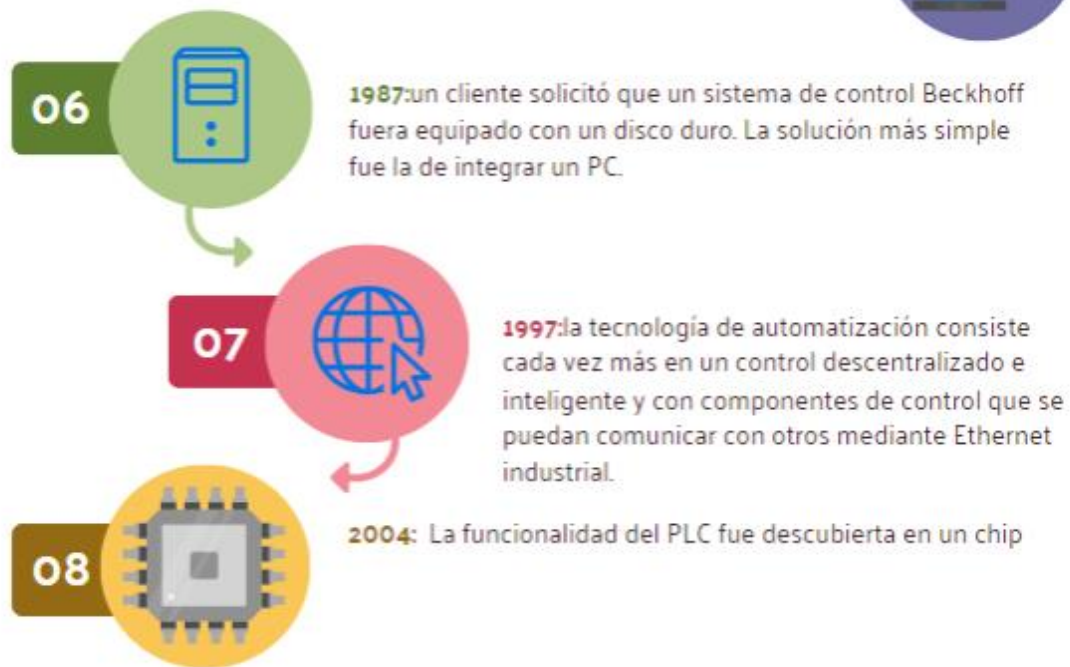 06
1987:un cliente solicitó que un sistema de control Beckhoff
fuera equipado con un disco duro. La solución más simple
fue la de integrar un PC.
07
1997:la tecnología de automatización consiste
cada vez más en un control descentralizado e
inteligente y con componentes de control que se
puedan comunicar con otros mediante Ethernet
industrial.
08
2004: La funcionalidad del PLC fue descubierta en un chip